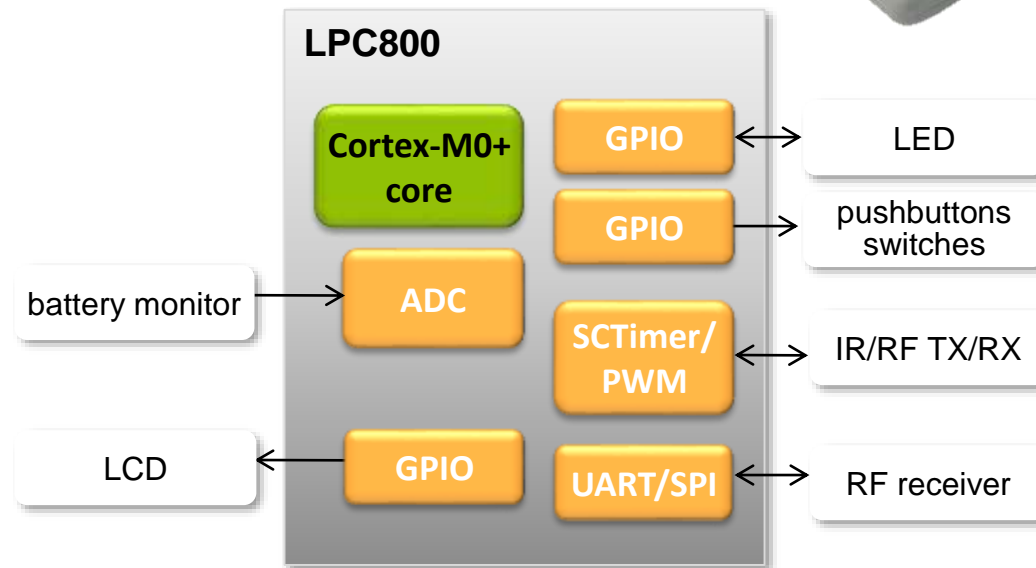 LPC800
Cortex-M0+
core
GPIO
LED
GPIO
pushbuttons
switches
battery monitor
ADC
SCTimer/
PWM
IR/RF TX/RX
LCD
GPIO
UART/SPI
RF receiver